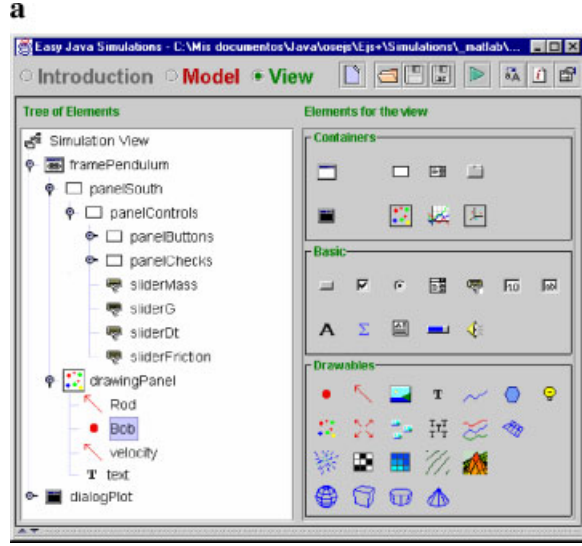 a
Easy Java Simulations - C:\Mis documentos\Java\osejs\Ejs+\Simulations\_matlab\...
Introduction Model View
Tree of Elements
Elements for the view
Simulation View
framePendulum
panelSouth
panelControls
panelButtons
panelChecks
sliderMass
sliderG
sliderDt
sliderFriction
drawingPanel
Rod
Bob
velocity
T text
dialogPlot
Containers
Basic
A Σ
Drawables
T